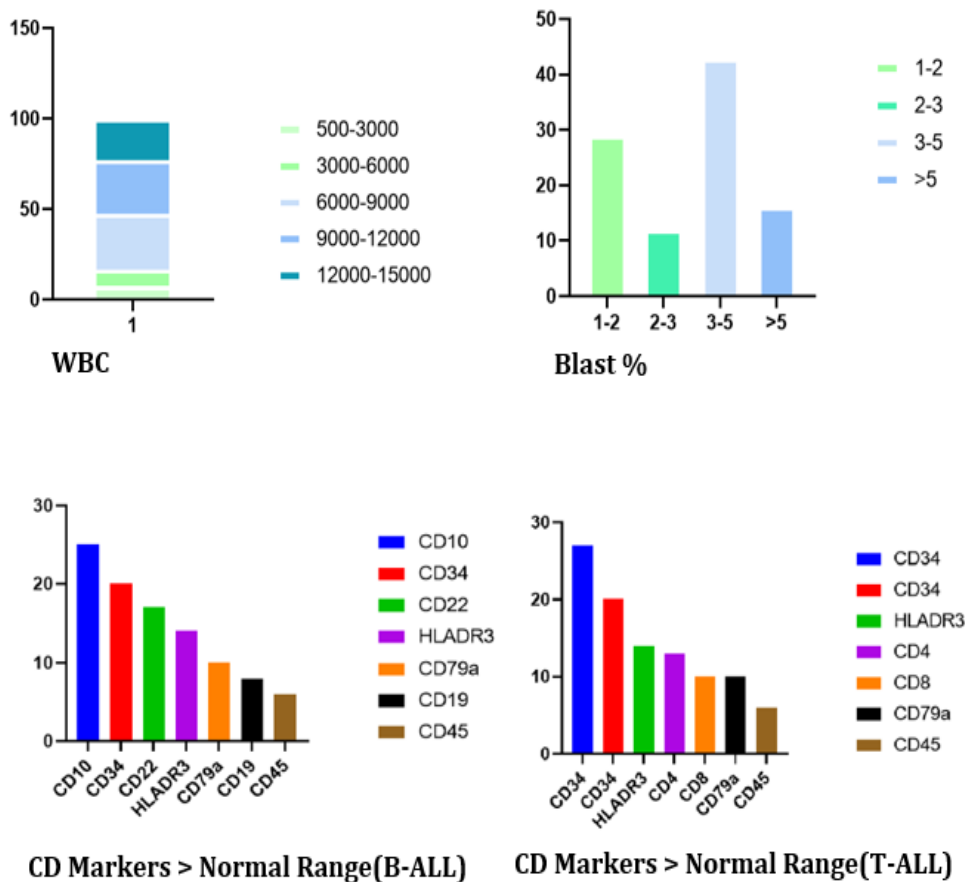 150
100
50
0
1
WBC
500-3000
3000-6000
6000-9000
9000-12000
12000-15000
50
40
30
20
10
0
1-2 2-3 3-5 >5
Blast %
1-2
2-3
3-5
>5
30
20
10
0
CD10 CD34 CD22 HLADR3 CD79a CD19 CD45
CD10
CD34
CD22
HLADR3
CD79a
CD19
CD45
CD Markers > Normal Range(B-ALL)
30
20
10
0
CD34 CD34 HLADR3 CD4 CD8 CD79a CD45
CD34
CD34
HLADR3
CD4
CD8
CD79a
CD45
CD Markers > Normal Range(T-ALL)